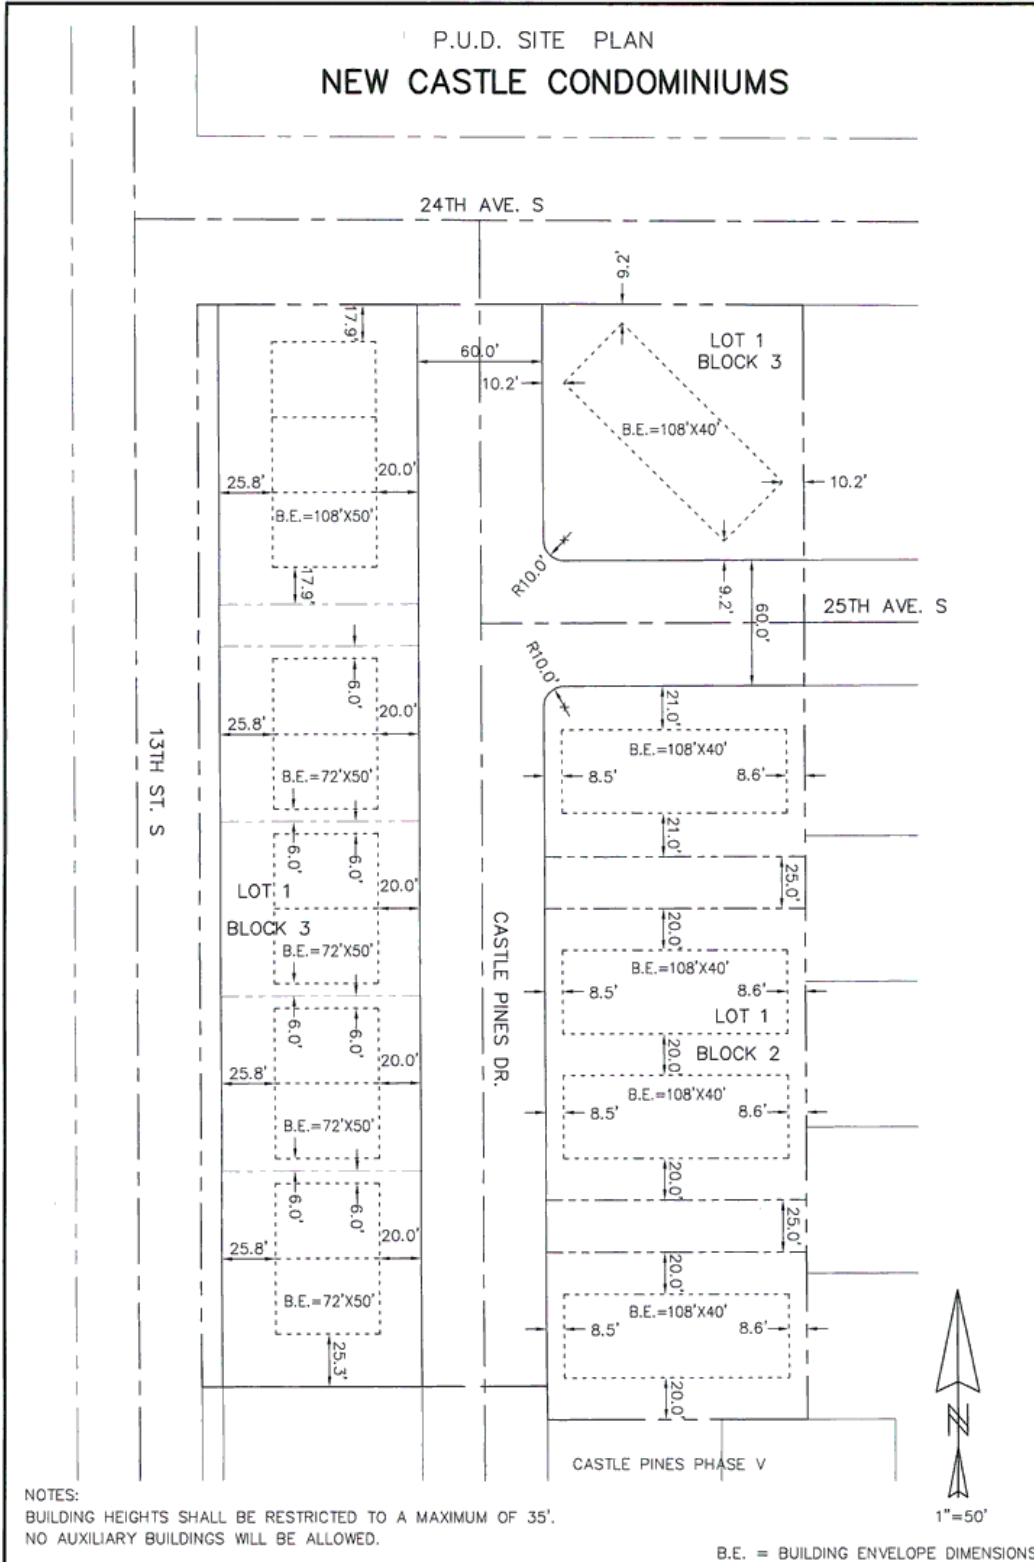 P.U.D. SITE PLAN
NEW CASTLE CONDOMINIUMS
24TH AVE. S
9.2'
17.9'
LOT 1
BLOCK 3
60.0'
10.2'
B.E.=108'X40'
25.8'
20.0'
10.2'
B.E.=108'X50'
R10.0'
17.9'
9.2'
60.0'
25TH AVE. S
R10.0'
6.0'
21.0'
25.8'
20.0'
B.E.=108'X40'
13TH ST. S
B.E.=72'X50'
8.5'
8.6'
6.0'
6.0'
21.0'
LOT 1
20.0'
25.0'
BLOCK 3
CASTLE PINES DR.
20.0'
B.E.=72'X50'
B.E.=108'X40'
8.5'
8.6'
6.0'
6.0'
LOT 1
20.0'
BLOCK 2
25.8'
20.0'
B.E.=108'X40'
B.E.=72'X50'
8.5'
8.6'
6.0'
6.0'
20.0'
25.0'
25.8'
20.0'
20.0'
B.E.=72'X50'
B.E.=108'X40'
8.5'
8.6'
25.3'
20.0'
N
CASTLE PINES PHASE V
NOTES:
BUILDING HEIGHTS SHALL BE RESTRICTED TO A MAXIMUM OF 35'.
NO AUXILIARY BUILDINGS WILL BE ALLOWED.
1"=50'
B.E. = BUILDING ENVELOPE DIMENSIONS